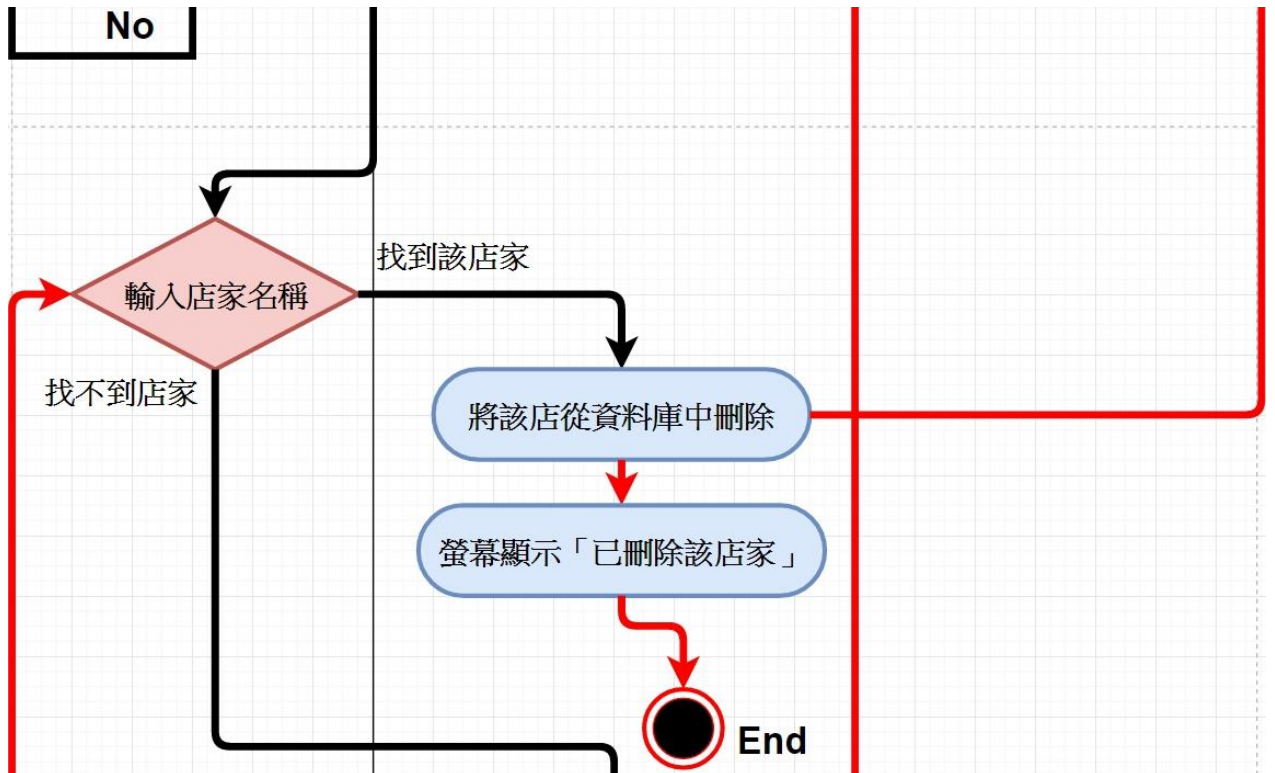 No
找到該店家
輸入店家名稱
找不到店家
將該店從資料庫中刪除
螢幕顯示「已刪除該店家」
End